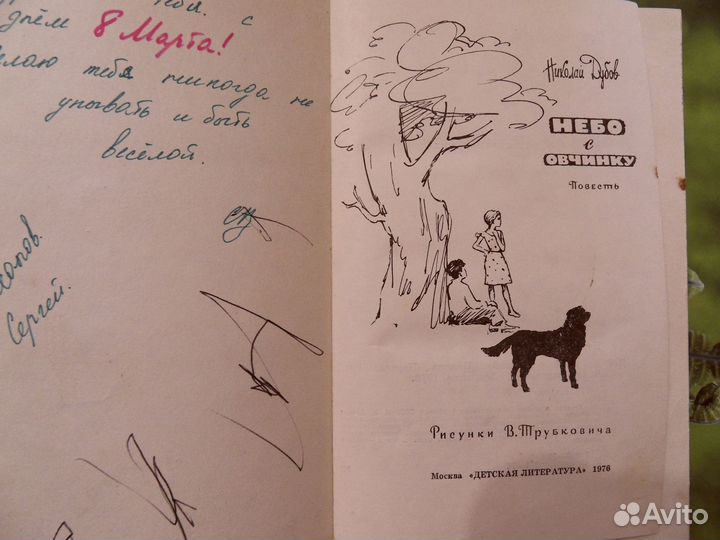 с
днём 8 Марта!
тебя никогда не
унывать и быть
весёлой.
Сергей.
Николай Дубов
НЕБО
С
ОВЧИНКУ
Повесть
Рисунки В. Трубковича
Москва «ДЕТСКАЯ ЛИТЕРАТУРА» 1976
Avito